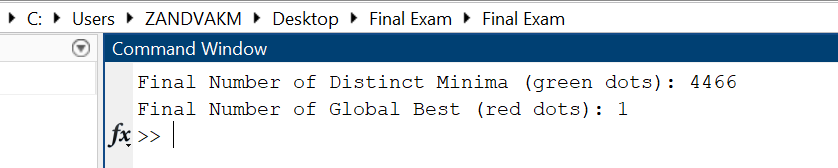 C: Users ZANDVAKM Desktop Final Exam Final Exam
Command Window
Final Number of Distinct Minima (green dots): 4466
Final Number of Global Best (red dots): 1
fx >>